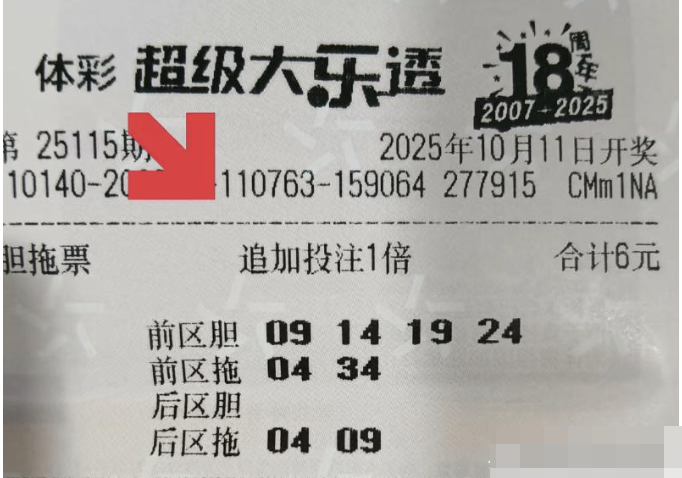 体彩 超级大乐透 18周年
2007-2025
第 25115期 2025年10月11日开奖
10140-20 -110763-159064 277915 CMm1NA
胆拖票 追加投注1倍 合计6元
前区胆 09 14 19 24
前区拖 04 34
后区胆
后区拖 04 09